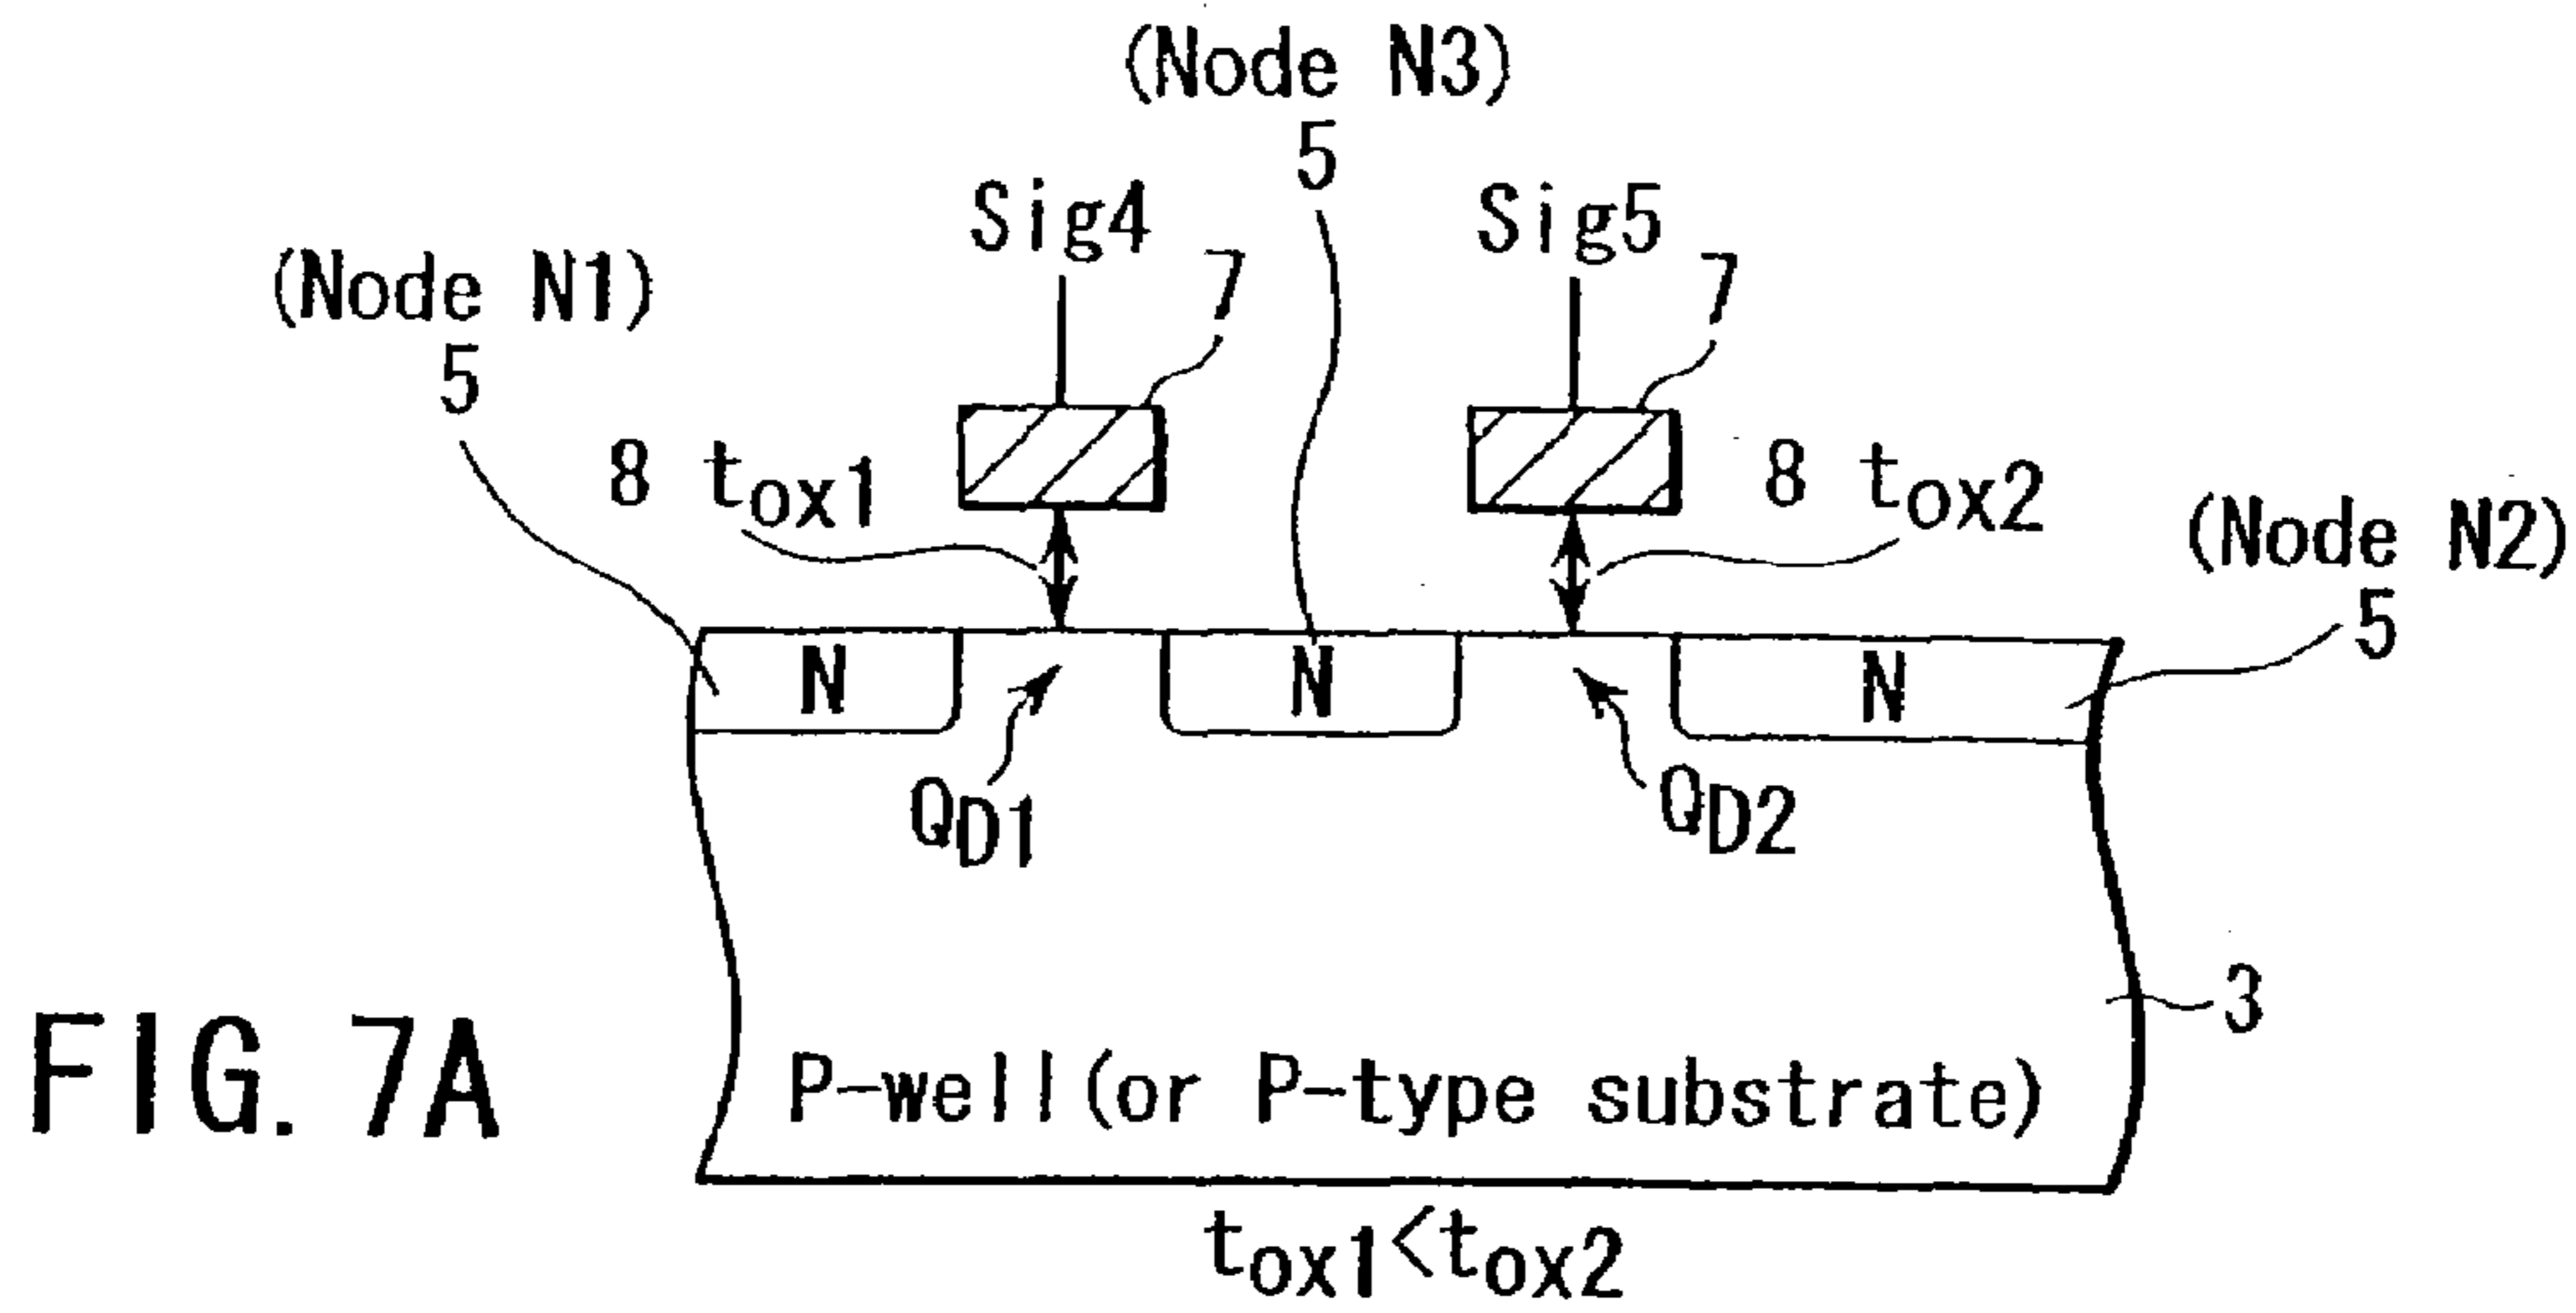 (Node N3)
5
Sig4
Sig5
(Node N1)
5
7
7
8 tox1
8 tox2
(Node N2)
5
N
N
N
QD1
QD2
3
P-well(or P-type substrate)
FIG. 7A
tox1<tox2